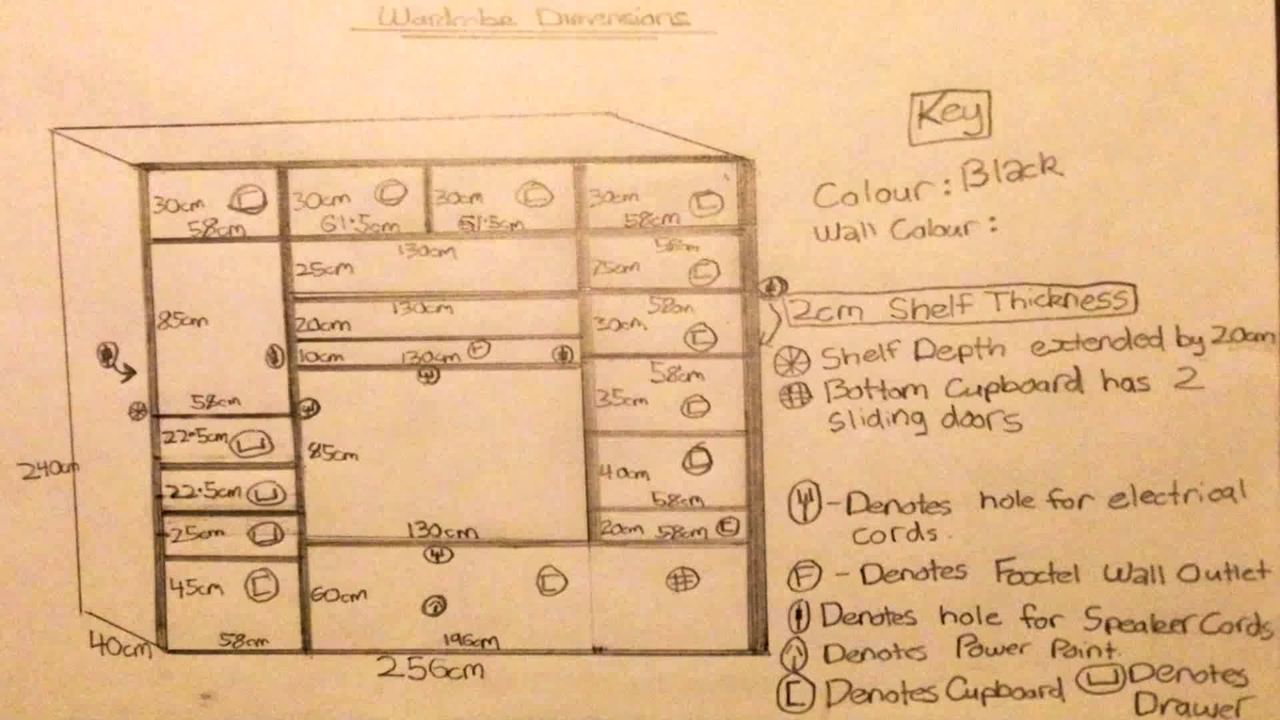 Wardrobe Dimensions
Key
Colour: Black
Wall Colour:
2cm Shelf Thickness
Shelf Depth extended by 20cm
Bottom Cupboard has 2
sliding doors
- Denotes hole for electrical
cords.
F - Denotes Fooxtel Wall Outlet
Denotes hole for Speaker Cords
Denotes Power Point.
Denotes Cupboard
Denotes
Drawer
30cm
58cm
30cm
61.5cm
30cm
61.5cm
30cm
58cm
130cm
25cm
58cm
25cm
85cm
130cm
20cm
58cm
30cm
10cm 130cm F
58cm
35cm
58cm
22.5cm
85cm
40cm
58cm
240cm
22.5cm
25cm
130cm
20cm 58cm
45cm
60cm
58cm
196cm
40cm
256cm